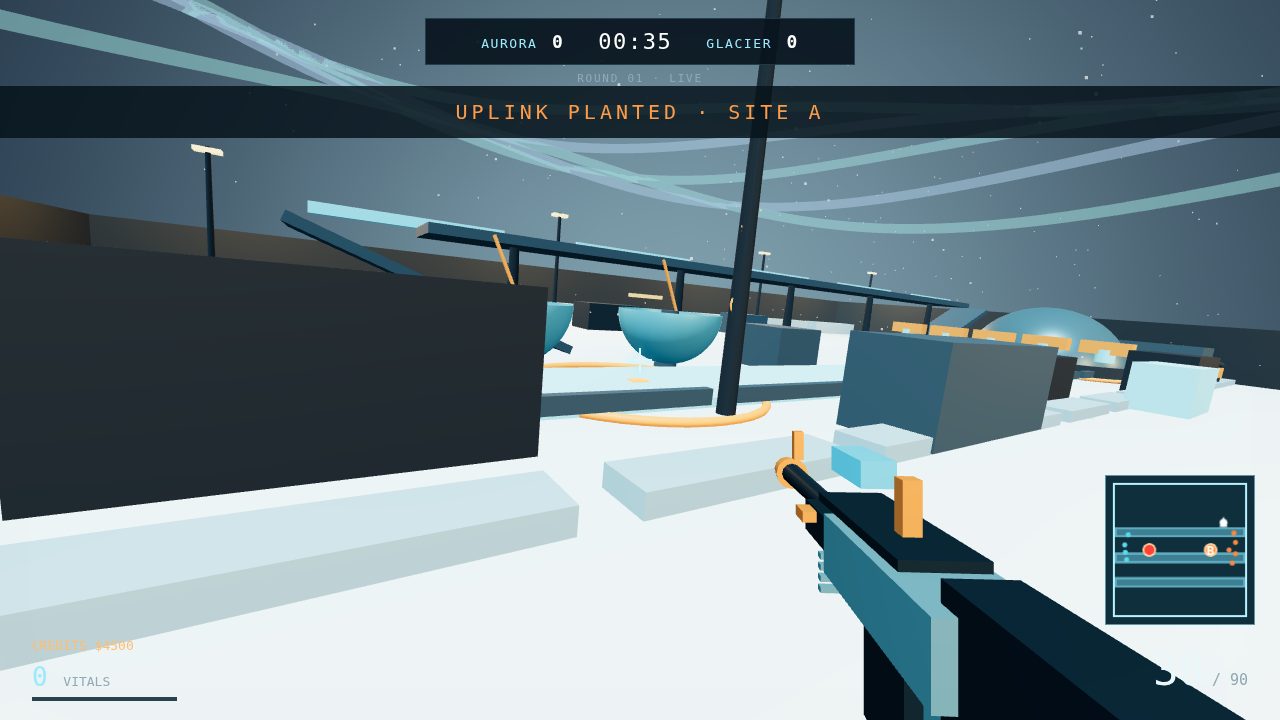 AURORA 0 00:35 GLACIER 0
ROUND 01 · LIVE
UPLINK PLANTED · SITE A
B
CREDITS $4500
0 VITALS
/ 90